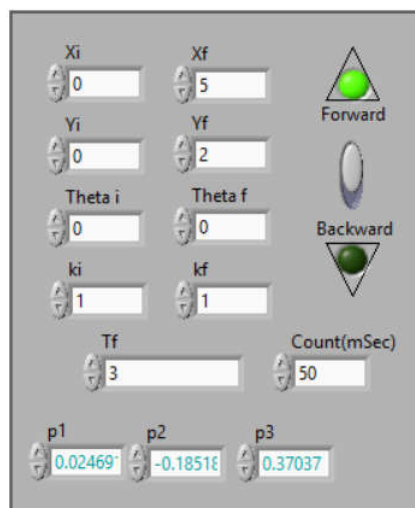 Xi Xf
0 5
Forward
Yi Yf
0 2
Theta i Theta f
0 0
Backward
ki kf
1 1
Tf Count(mSec)
3 50
p1 p2 p3
0.02469 -0.18518 0.37037